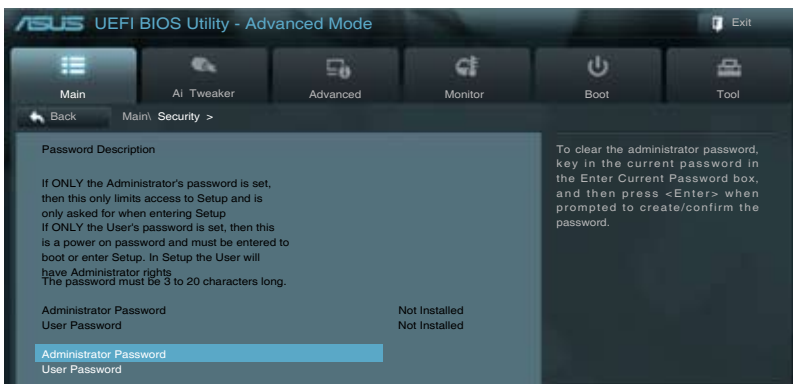 ASUS UEFI BIOS Utility - Advanced Mode
Exit
Main
Ai Tweaker
Advanced
Monitor
Boot
Tool
Back Main\ Security >
Password Description
If ONLY the Administrator's password is set,
then this only limits access to Setup and is
only asked for when entering Setup
If ONLY the User's password is set, then this
is a power on password and must be entered to
boot or enter Setup. In Setup the User will
have Administrator rights
The password must be 3 to 20 characters long.
Administrator Password Not Installed
User Password Not Installed
Administrator Password
User Password
To clear the administrator password,
key in the current password in
the Enter Current Password box,
and then press <Enter> when
prompted to create/confirm the
password.